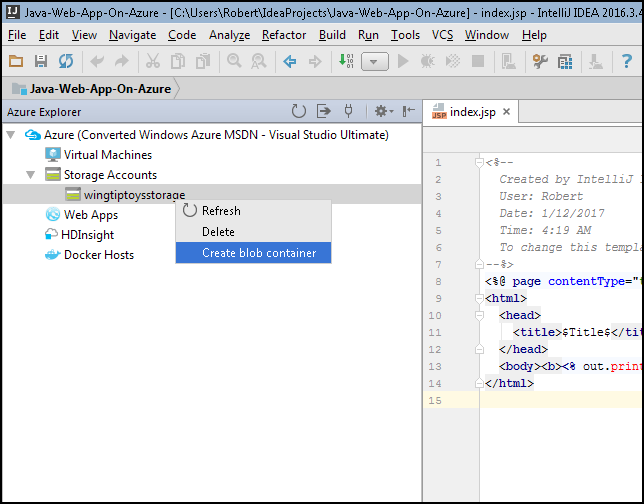 Java-Web-App-On-Azure - [C:\Users\Robert\IdeaProjects\Java-Web-App-On-Azure] - index.jsp - IntelliJ IDEA 2016.3.4
File Edit View Navigate Code Analyze Refactor Build Run Tools VCS Window Help
Java-Web-App-On-Azure
Azure Explorer
index.jsp
Azure (Converted Windows Azure MSDN - Visual Studio Ultimate)
Virtual Machines
Storage Accounts
wingtiptoysstorage
Web Apps
HDInsight
Docker Hosts
Refresh
Delete
Create blob container
1 <%--
2 Created by IntelliJ
3 User: Robert
4 Date: 1/12/2017
5 Time: 4:19 AM
6 To change this templa
7 --%>
8 <%@ page contentType="t
9 <html>
10 <head>
11 <title>$Title$</tit
12 </head>
13 <body><b><% out.print
14 </html>
15